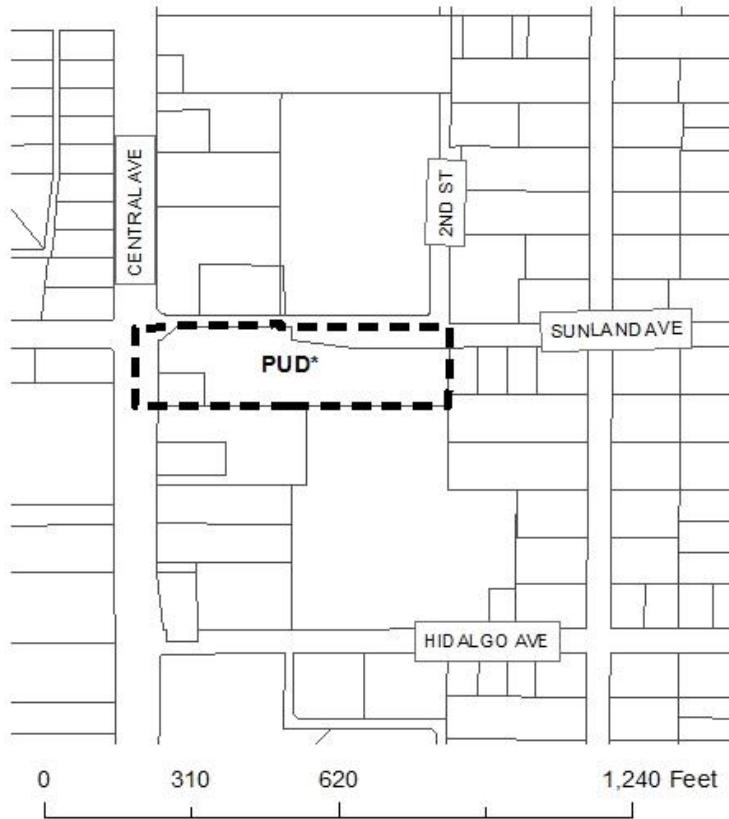 CENTRAL AVE
2ND ST
SUNLAND AVE
PUD*
HIDALGO AVE
0 310 620 1,240 Feet